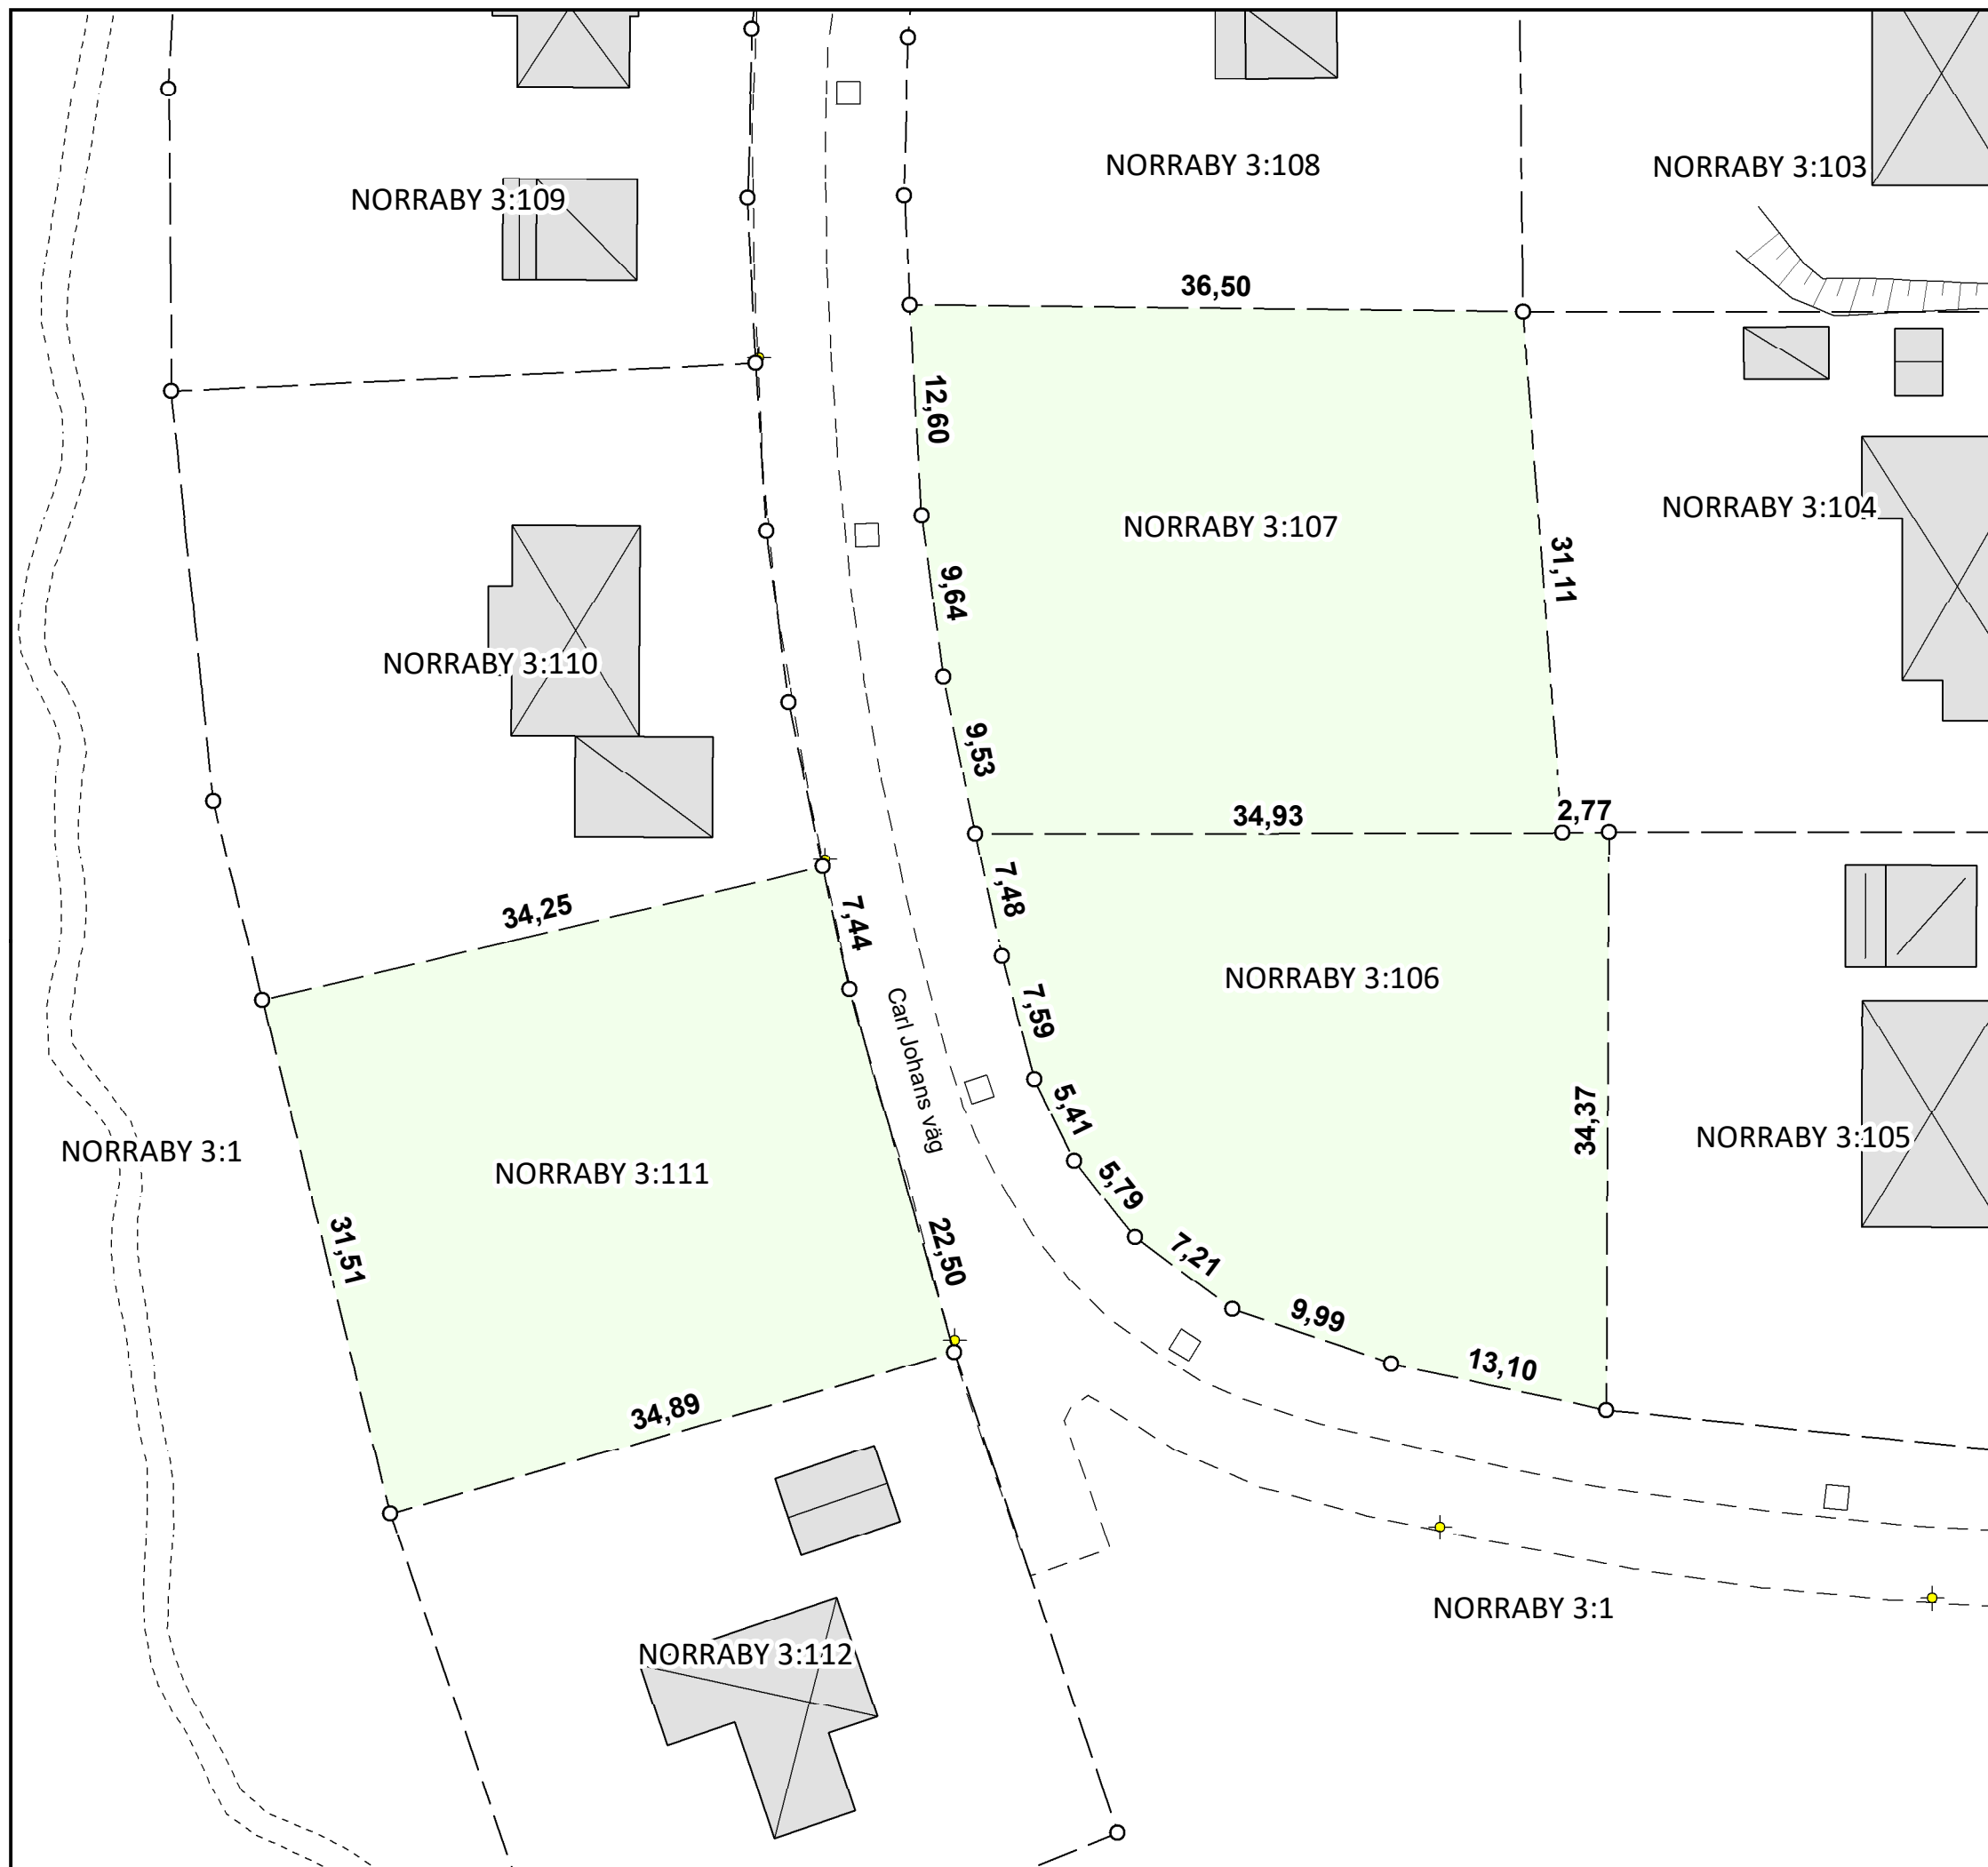 NORRABY 3:108
NORRABY 3:103
NORRABY 3:109
36,50
12,60
NORRABY 3:107
NORRABY 3:104
31,11
9,64
NORRABY 3:110
9,53
34,93
2,77
7,48
34,25
7,44
NORRABY 3:106
7,59
Carl Johans väg
5,41
34,37
NORRABY 3:105
NORRABY 3:1
NORRABY 3:111
5,79
31,51
22,50
7,21
9,99
13,10
34,89
NORRABY 3:1
NORRABY 3:112